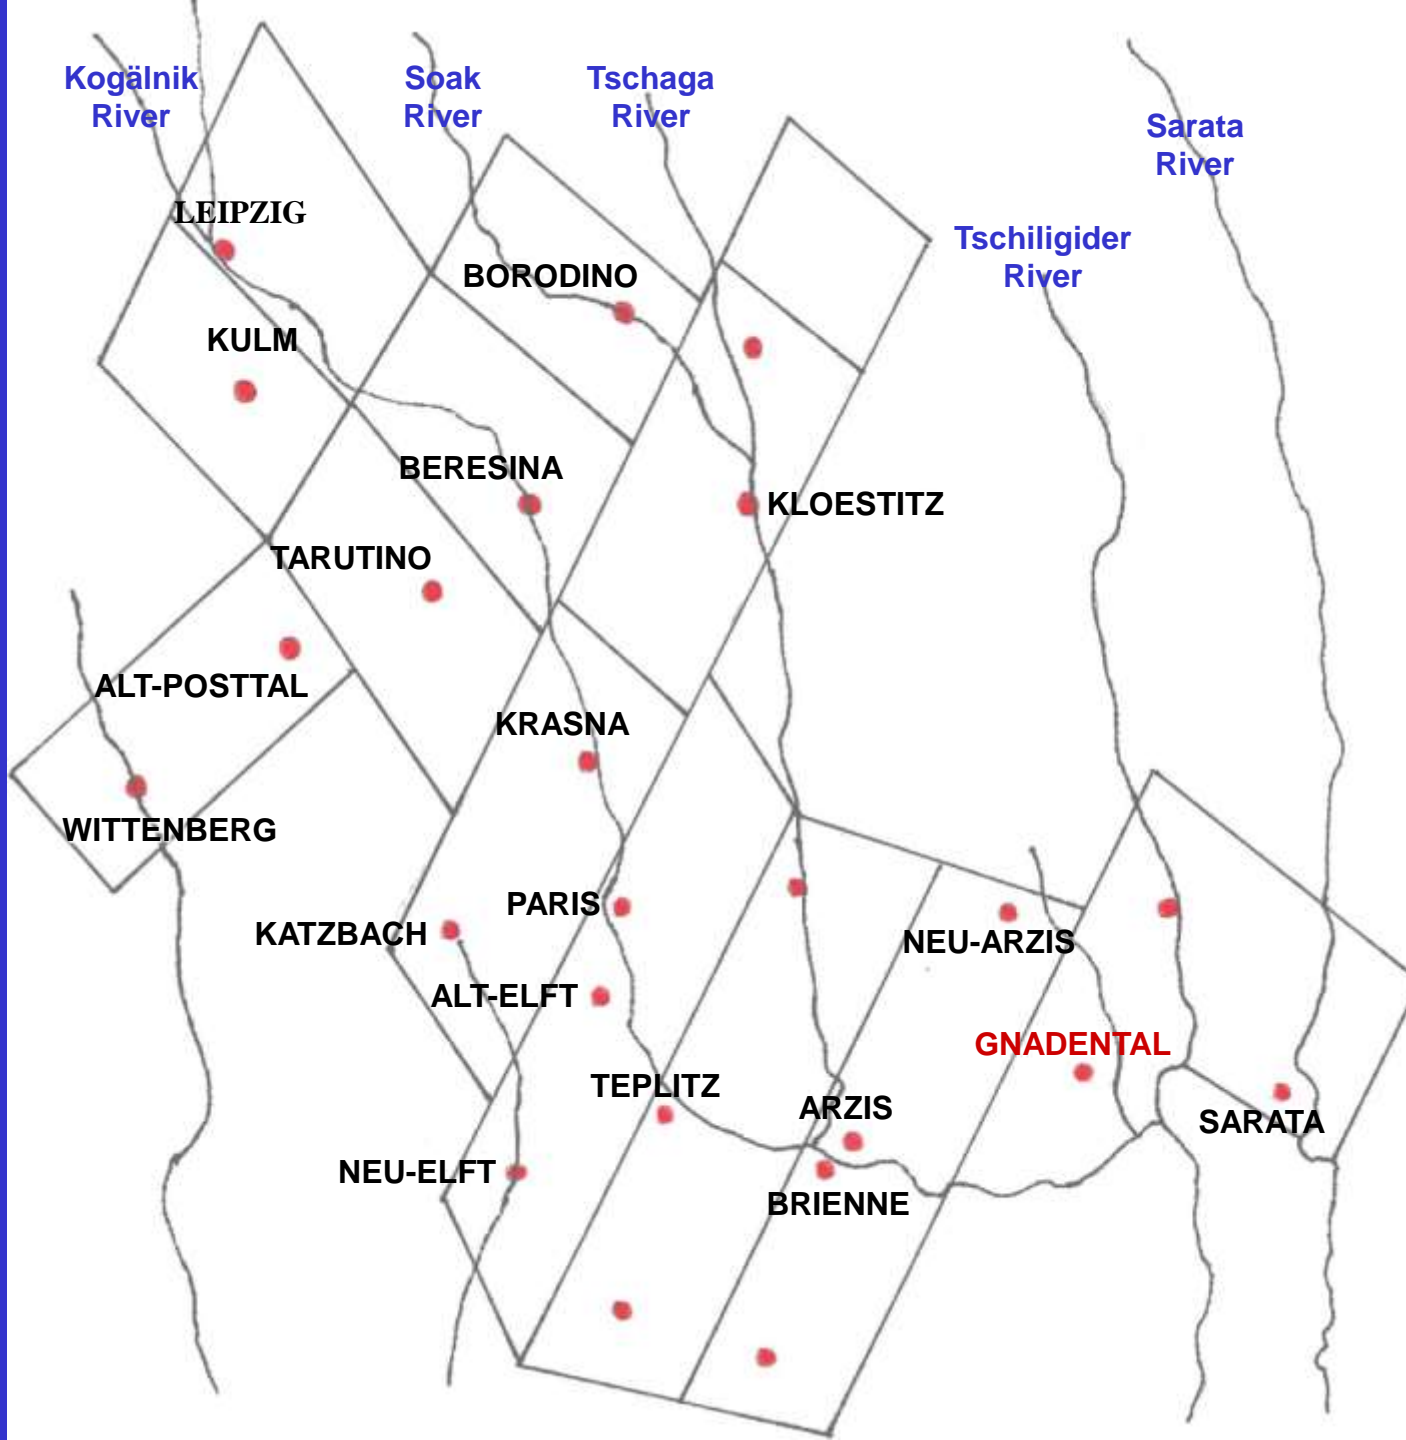 Kogälnik
River
Soak
River
Tschaga
River
Sarata
River
LEIPZIG
Tschiligider
River
BORODINO
KULM
BERESINA
KLOESTITZ
TARUTINO
ALT-POSTTAL
KRASNA
WITTENBERG
PARIS
KATZBACH
NEU-ARZIS
ALT-ELFT
GNADENTAL
TEPLITZ
ARZIS
SARATA
NEU-ELFT
BRIENNE